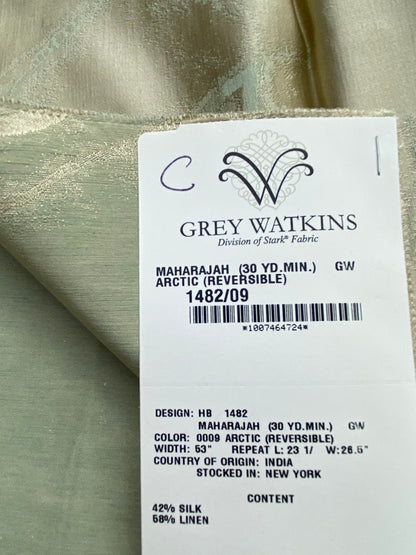 C
GREY WATKINS
Division of Stark® Fabric
MAHARAJAH (30 YD.MIN.) GW
ARCTIC (REVERSIBLE)
1482/09
*1007464724*
DESIGN: HB 1482
MAHARAJAH (30 YD.MIN.) GW
COLOR: 0009 ARCTIC (REVERSIBLE)
WIDTH: 53" REPEAT L: 23 1/ W:26.5"
COUNTRY OF ORIGIN: INDIA
STOCKED IN: NEW YORK
CONTENT
42% SILK
58% LINEN